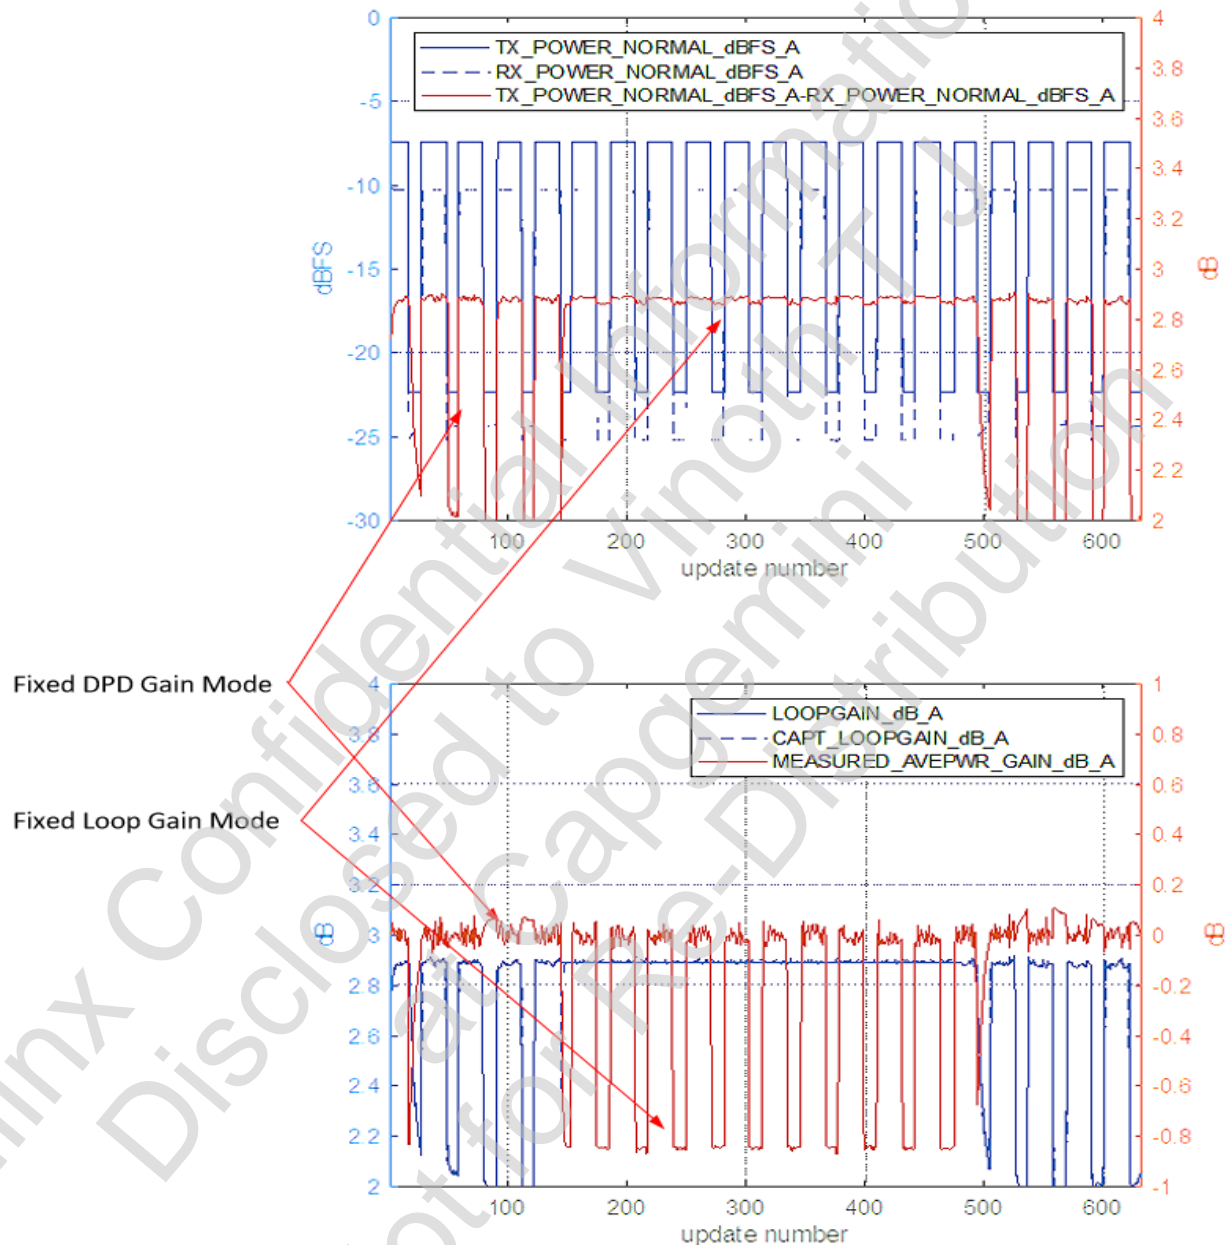 0
-5
-10
-15
-20
-25
-30
dBFS
4
3.8
3.6
3.4
3.2
3
2.8
2.6
2.4
2.2
2
dB
TX_POWER_NORMAL_dBFS_A
RX_POWER_NORMAL_dBFS_A
TX_POWER_NORMAL_dBFS_A-RX_POWER_NORMAL_dBFS_A
100 200 300 400 500 600
update number
Fixed DPD Gain Mode
Fixed Loop Gain Mode
4
3.8
3.6
3.4
3.2
3
2.8
2.6
2.4
2.2
2
dB
1
0.8
0.6
0.4
0.2
0
-0.2
-0.4
-0.6
-0.8
-1
dB
LOOPGAIN_dB_A
CAPT_LOOPGAIN_dB_A
MEASURED_AVEPWR_GAIN_dB_A
100 200 300 400 500 600
update number
Confidential Informatio
Disclosed to Vinoth T J
at Capgemini
not for Re-Distribution